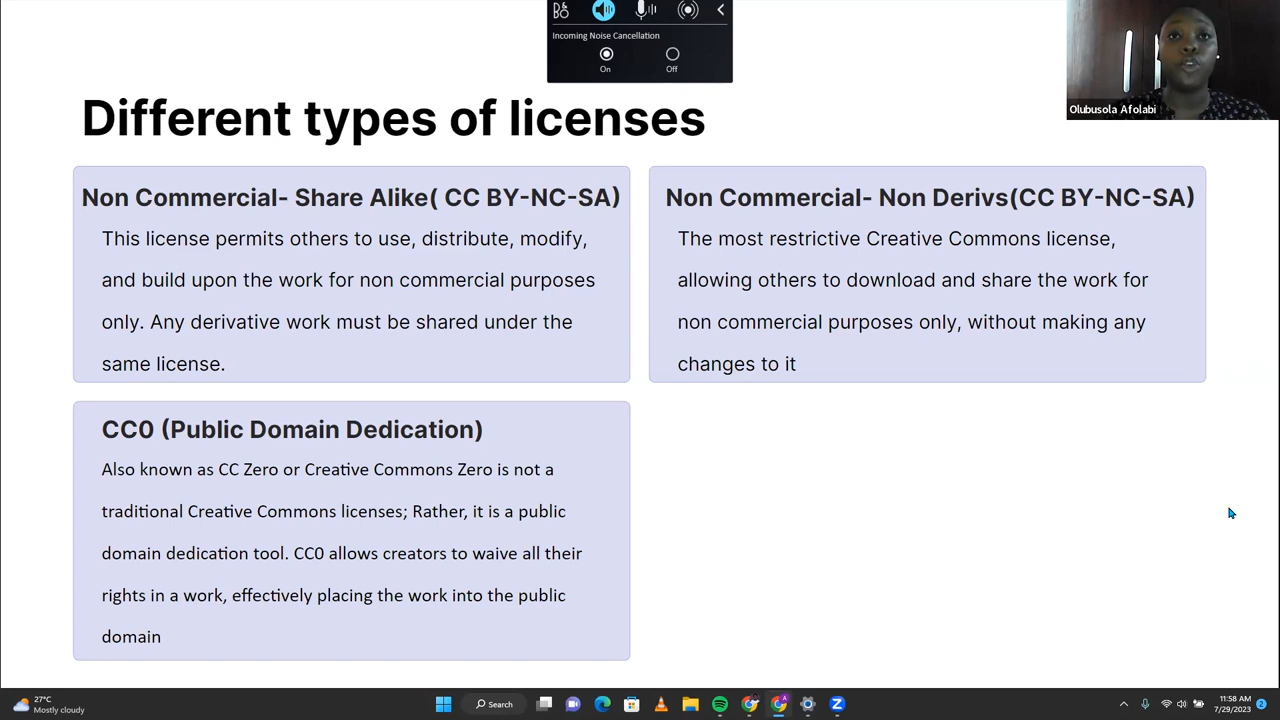 Incoming Noise Cancellation
On
Off
Olubusola Afolabi
Different types of licenses
Non Commercial- Share Alike( CC BY-NC-SA)
This license permits others to use, distribute, modify,
and build upon the work for non commercial purposes
only. Any derivative work must be shared under the
same license.
Non Commercial- Non Derivs(CC BY-NC-SA)
The most restrictive Creative Commons license,
allowing others to download and share the work for
non commercial purposes only, without making any
changes to it
CC0 (Public Domain Dedication)
Also known as CC Zero or Creative Commons Zero is not a
traditional Creative Commons licenses; Rather, it is a public
domain dedication tool. CC0 allows creators to waive all their
rights in a work, effectively placing the work into the public
domain
27°C
Mostly cloudy
Search
11:58 AM
7/29/2023
2